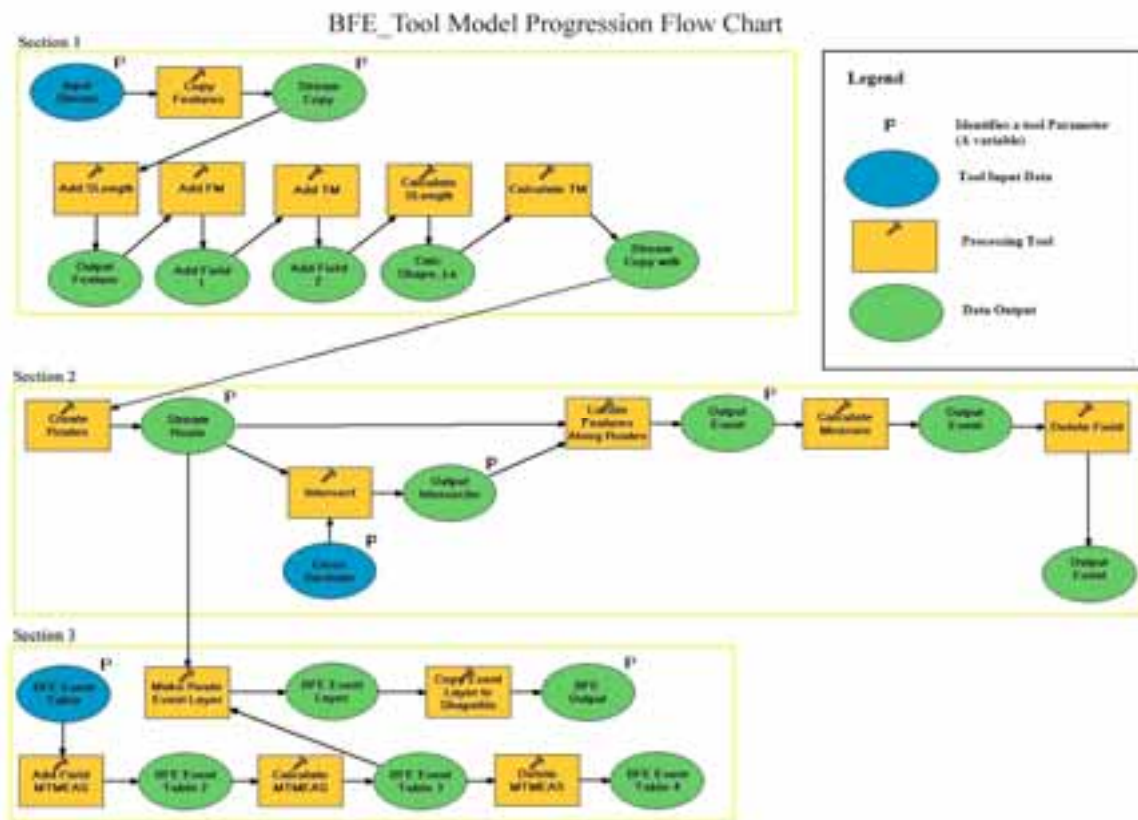 BFE_Tool Model Progression Flow Chart
Section 1
P
Input
Stream
Copy
Features
P
Stream
Copy
Add SLength
Add FM
Add TM
Calculate
SLength
Calculate TM
Output
Feature
Add Field
1
Add Field
2
Calc
Stream
Copy with
Legend
P
Identifies a tool Parameter
(A variable)
Tool Input Data
Processing Tool
Data Output
Section 2
Create
Routes
P
Stream
Route
Locate
Features
Along Routes
P
Output
Event
Calculate
Output
Event
Delete Field
Intersect
P
Output
P
Cross
Sections
Output
Event
Section 3
P
BFE Event
Table
Make Route
Event Layer
BFE Event
Layer
Copy Event
Layer to
Shapefile
P
BFE
Output
Add Field
MTMEAS
BFE Event
Table 2
Calculate
MTMEAS
BFE Event
Table 3
Delete
MTMEAS
BFE Event
Table 4